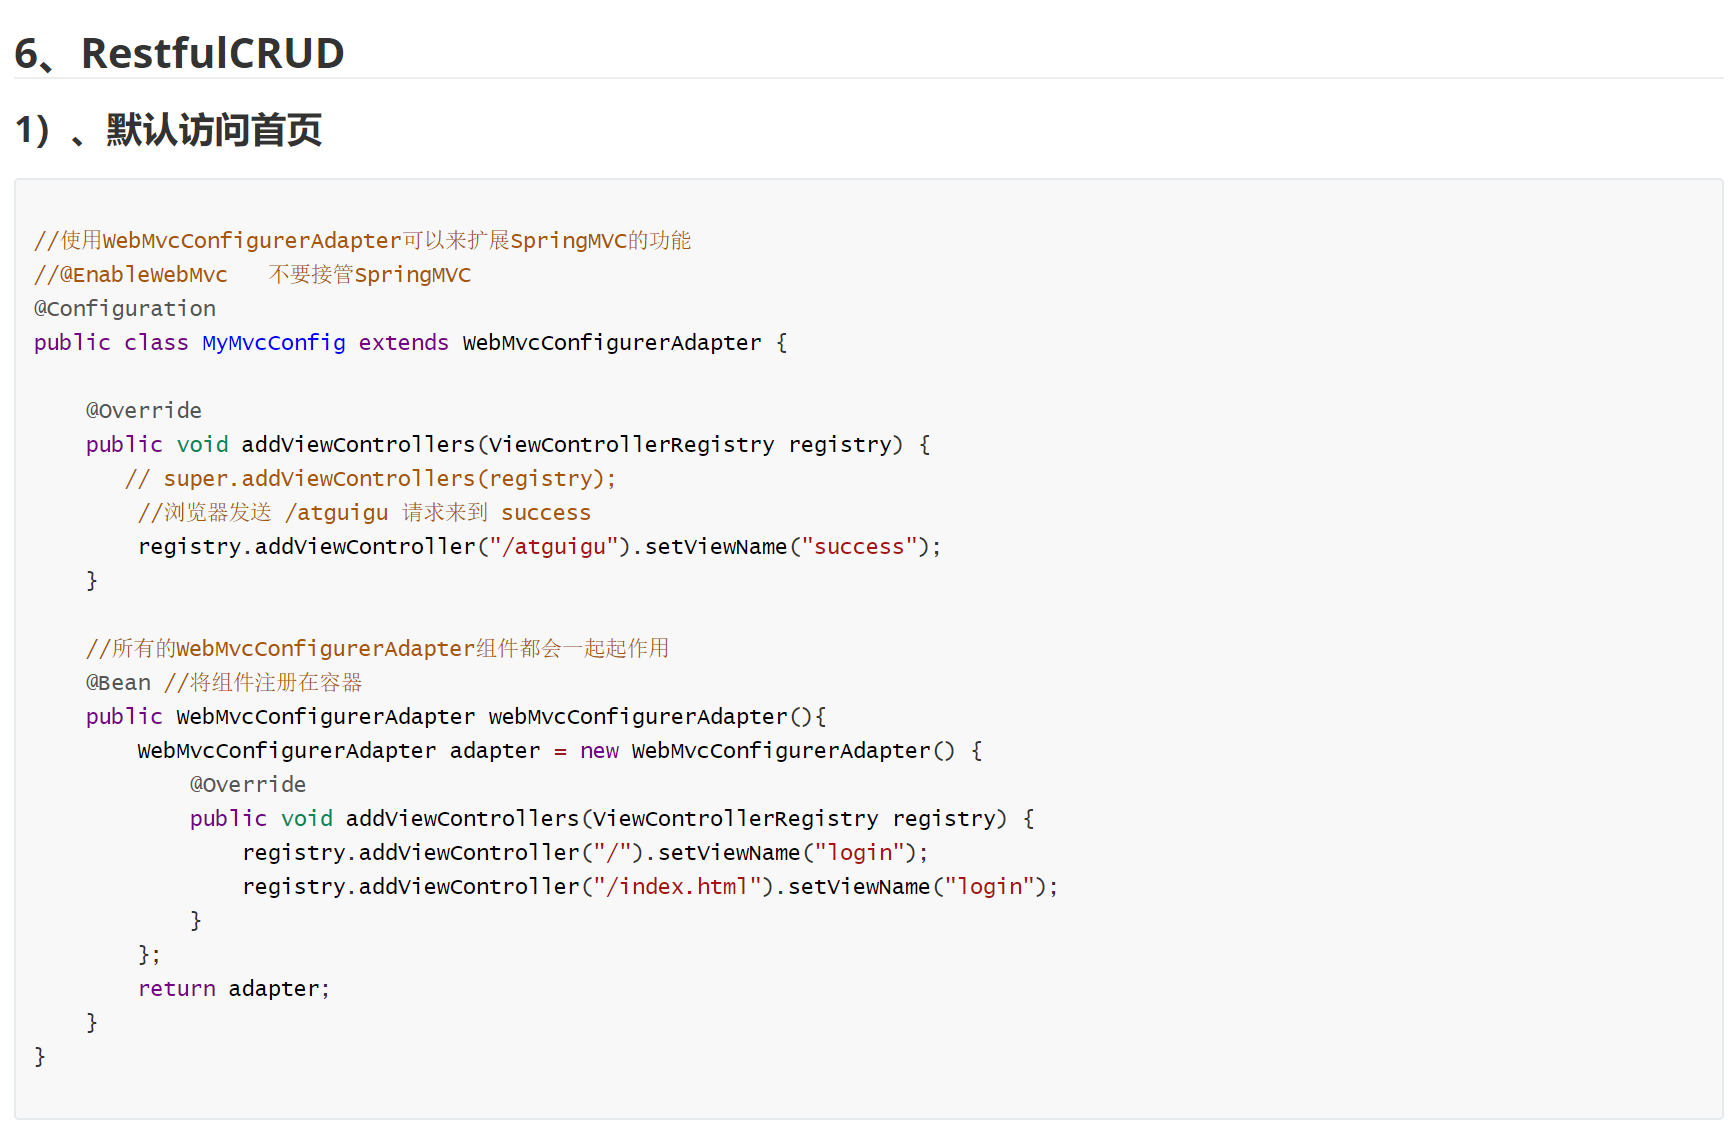 6、RestfulCRUD
1）、默认访问首页
//使用WebMvcConfigurerAdapter可以来扩展SpringMVC的功能
//@EnableWebMvc   不要接管SpringMVC
@Configuration
public class MyMvcConfig extends WebMvcConfigurerAdapter {
    @Override
    public void addViewControllers(ViewControllerRegistry registry) {
       // super.addViewControllers(registry);
        //浏览器发送 /atguigu 请求来到 success
        registry.addViewController("/atguigu").setViewName("success");
    }
    //所有的WebMvcConfigurerAdapter组件都会一起起作用
    @Bean //将组件注册在容器
    public WebMvcConfigurerAdapter webMvcConfigurerAdapter(){
        WebMvcConfigurerAdapter adapter = new WebMvcConfigurerAdapter() {
            @Override
            public void addViewControllers(ViewControllerRegistry registry) {
                registry.addViewController("/").setViewName("login");
                registry.addViewController("/index.html").setViewName("login");
            }
        };
        return adapter;
    }
}